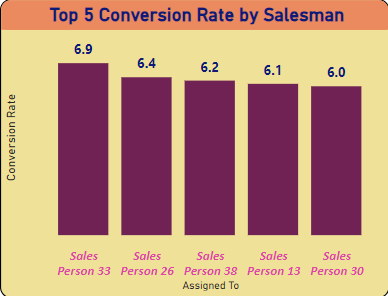 Top 5 Conversion Rate by Salesman
6.9
6.4
6.2
6.1
6.0
Conversion Rate
Sales
Person 33
Sales
Person 26
Sales
Person 38
Sales
Person 13
Sales
Person 30
Assigned To